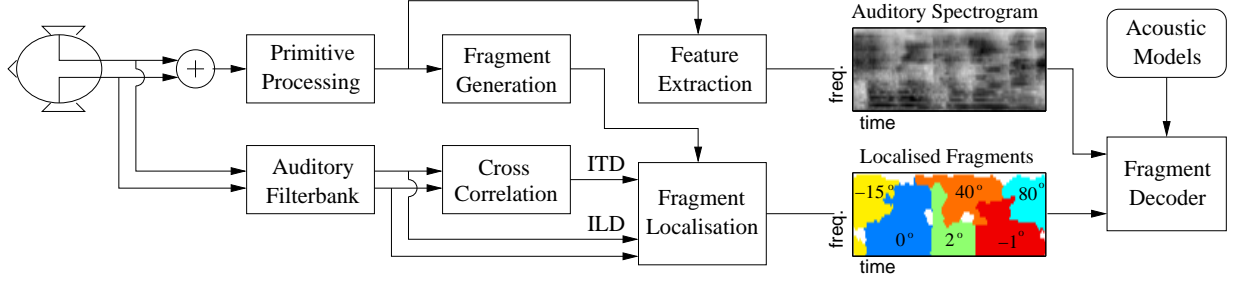 Primitive
Processing
Fragment
Generation
Feature
Extraction
Auditory Spectrogram
freq.
time
Acoustic
Models
Auditory
Filterbank
Cross
Correlation
ITD
ILD
Fragment
Localisation
Localised Fragments
–15°
40°
80°
0°
2°
–1°
freq.
time
Fragment
Decoder